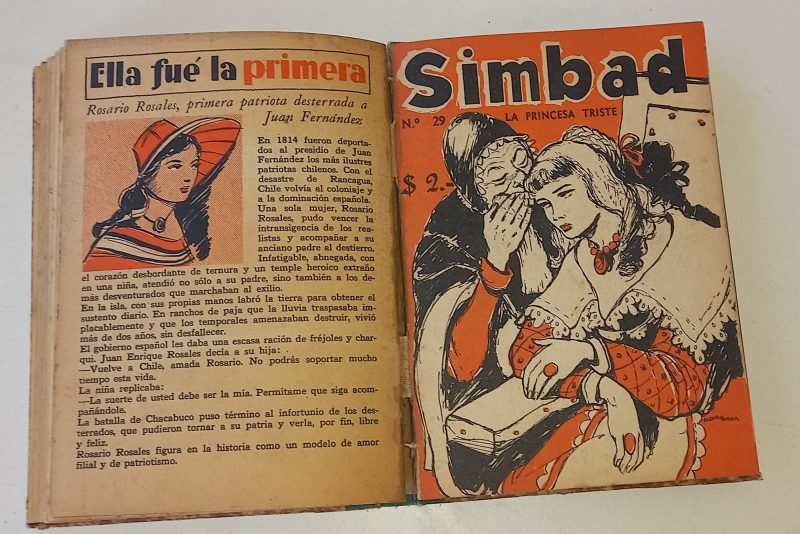 Ella fué la primera
Rosario Rosales, primera patriota desterrada a
Juan Fernández
En 1814 fueron deporta-
dos al presidio de Juan
Fernández los más ilustres
patriotas chilenos. Con el
desastre de Rancagua,
Chile volvía al coloniaje y
a la dominación española.
Una sola mujer, Rosario
Rosales, pudo vencer la
intransigencia de los rea-
listas y acompañar a su
anciano padre al destierro.
Infatigable, abnegada, con
el corazón desbordante de ternura y un temple heroico extraño
en una niña, atendió no sólo a su padre, sino también a los de-
más desventurados que marchaban al exilio.
En la isla, con sus propias manos labró la tierra para obtener el
sustento diario. En ranchos de paja que la lluvia traspasaba im-
placablemente y que los temporales amenazaban destruir, vivió
más de dos años, sin desfallecer.
El gobierno español les daba una escasa ración de fréjoles y char-
qui. Juan Enrique Rosales decía a su hija:
—Vuelve a Chile, amada Rosario. No podrás soportar mucho
tiempo esta vida.
La niña replicaba:
—La suerte de usted debe ser la mía. Permítame que siga acom-
pañándole.
La batalla de Chacabuco puso término al infortunio de los des-
terrados, que pudieron tornar a su patria y verla, por fin, libre
y feliz.
Rosario Rosales figura en la historia como un modelo de amor
filial y de patriotismo.
Simbad
N.º 29 LA PRINCESA TRISTE
$ 2.-